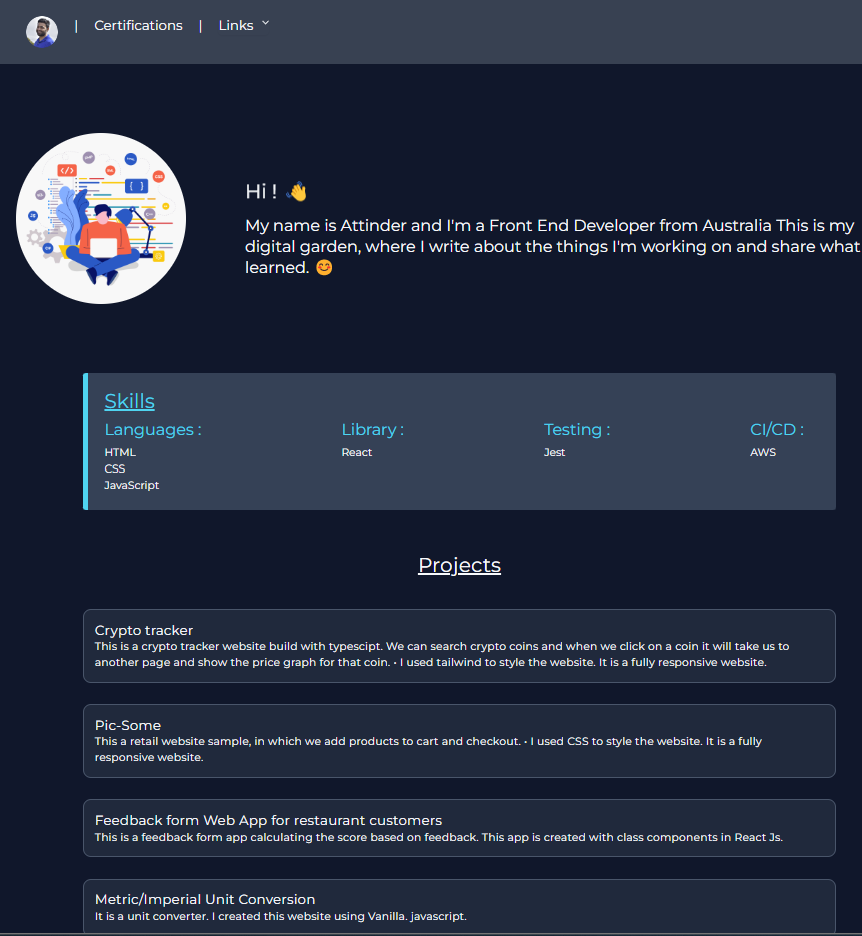 | Certifications | Links
Hi ! 👋
My name is Attinder and I'm a Front End Developer from Australia This is my
digital garden, where I write about the things I'm working on and share what
learned. 😊
Skills
Languages : Library : Testing : CI/CD :
HTML React Jest AWS
CSS
JavaScript
Projects
Crypto tracker
This is a crypto tracker website build with typescipt. We can search crypto coins and when we click on a coin it will take us to
another page and show the price graph for that coin. • I used tailwind to style the website. It is a fully responsive website.
Pic-Some
This a retail website sample, in which we add products to cart and checkout. • I used CSS to style the website. It is a fully
responsive website.
Feedback form Web App for restaurant customers
This is a feedback form app calculating the score based on feedback. This app is created with class components in React Js.
Metric/Imperial Unit Conversion
It is a unit converter. I created this website using Vanilla. javascript.